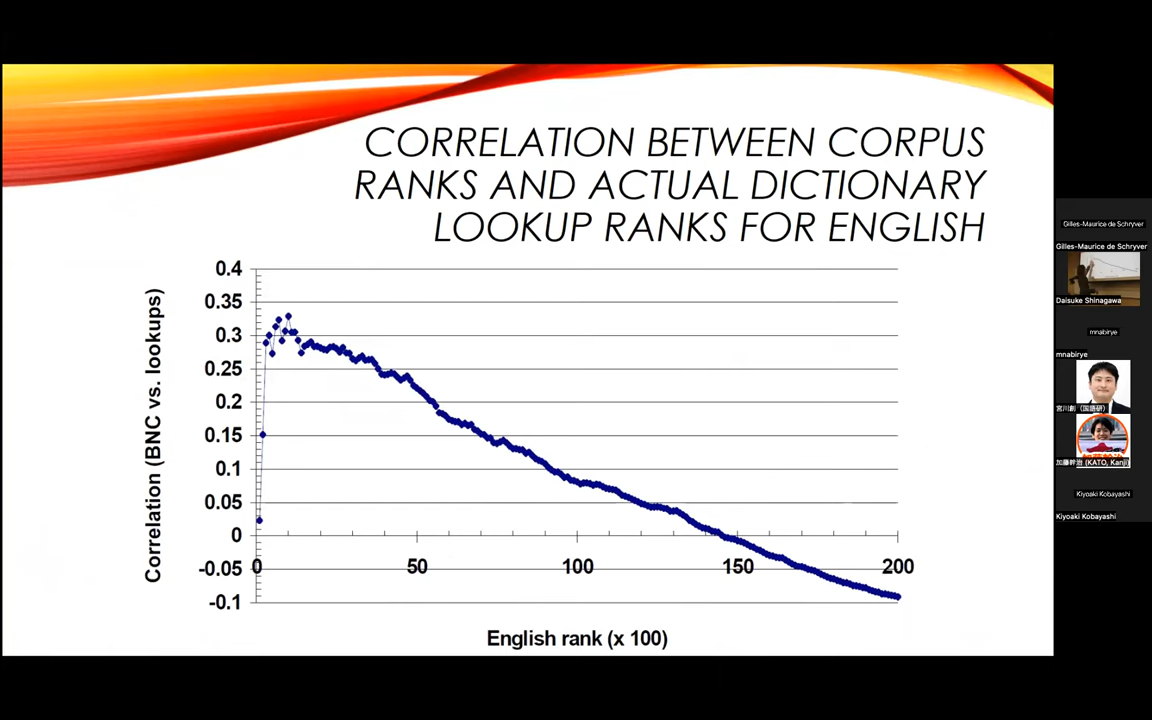 CORRELATION BETWEEN CORPUS
RANKS AND ACTUAL DICTIONARY
LOOKUP RANKS FOR ENGLISH
Correlation (BNC vs. lookups)
0.4
0.35
0.3
0.25
0.2
0.15
0.1
0.05
0
-0.05
-0.1
0 50 100 150 200
English rank (x 100)
Gilles-Maurice de Schryver
Gilles-Maurice de Schryver
Daisuke Shinagawa
mnabirye
mnabirye
宮川創（国語研）
加藤幹治 (KATO, Kanji)
Kiyoaki Kobayashi
Kiyoaki Kobayashi